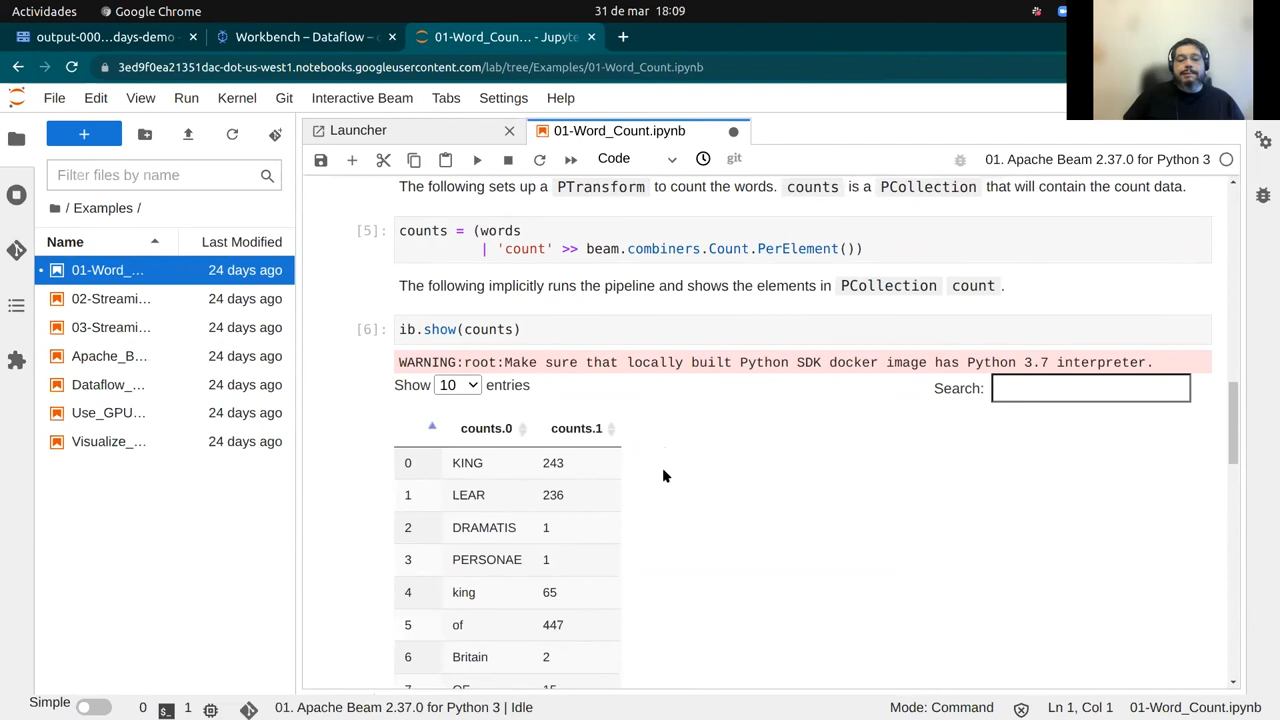 Actividades
Google Chrome
31 de mar 18:09
output-000…days-demo
Workbench – Dataflow –
01-Word_Coun… - Jupyte
3ed9f0ea21351dac-dot-us-west1.notebooks.googleusercontent.com/lab/tree/Examples/01-Word_Count.ipynb
File Edit View Run Kernel Git Interactive Beam Tabs Settings Help
Launcher
01-Word_Count.ipynb
Code
git
01. Apache Beam 2.37.0 for Python 3
Filter files by name
/ Examples /
Name Last Modified
01-Word_… 24 days ago
02-Streami… 24 days ago
03-Streami… 24 days ago
Apache_B… 24 days ago
Dataflow_… 24 days ago
Use_GPU… 24 days ago
Visualize_… 24 days ago
The following sets up a PTransform to count the words. counts is a PCollection that will contain the count data.
[5]: counts = (words
| 'count' >> beam.combiners.Count.PerElement())
The following implicitly runs the pipeline and shows the elements in PCollection count.
[6]: ib.show(counts)
WARNING:root:Make sure that locally built Python SDK docker image has Python 3.7 interpreter.
Show 10 entries
Search:
counts.0 counts.1
0 KING 243
1 LEAR 236
2 DRAMATIS 1
3 PERSONAE 1
4 king 65
5 of 447
6 Britain 2
7 OF 15
Simple 0 1 01. Apache Beam 2.37.0 for Python 3 | Idle
Mode: Command Ln 1, Col 1 01-Word_Count.ipynb